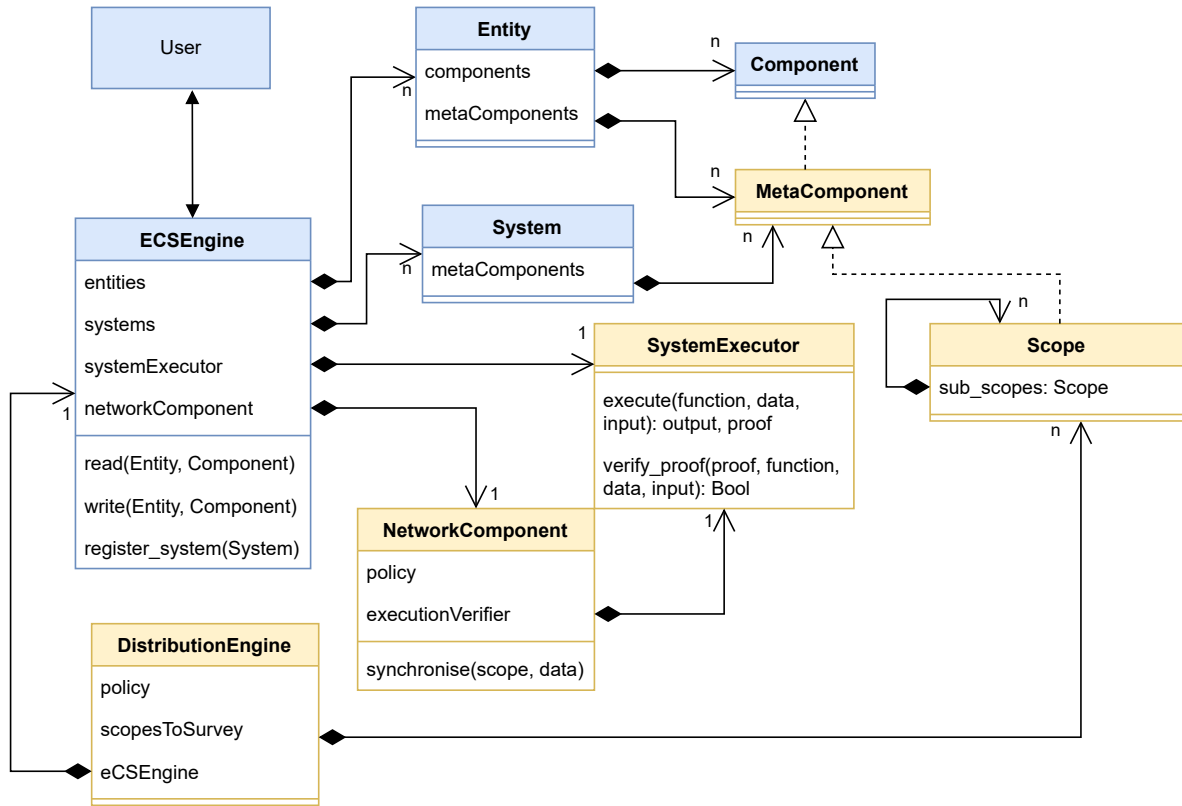 User
Entity
components
metaComponents
n
n
Component
n
MetaComponent
ECSEngine
entities
systems
systemExecutor
networkComponent
read(Entity, Component)
write(Entity, Component)
register_system(System)
1
n
System
metaComponents
n
1
SystemExecutor
execute(function, data,
input): output, proof
verify_proof(proof, function,
data, input): Bool
n
Scope
sub_scopes: Scope
n
1
NetworkComponent
policy
executionVerifier
synchronise(scope, data)
1
DistributionEngine
policy
scopesToSurvey
eCSEngine